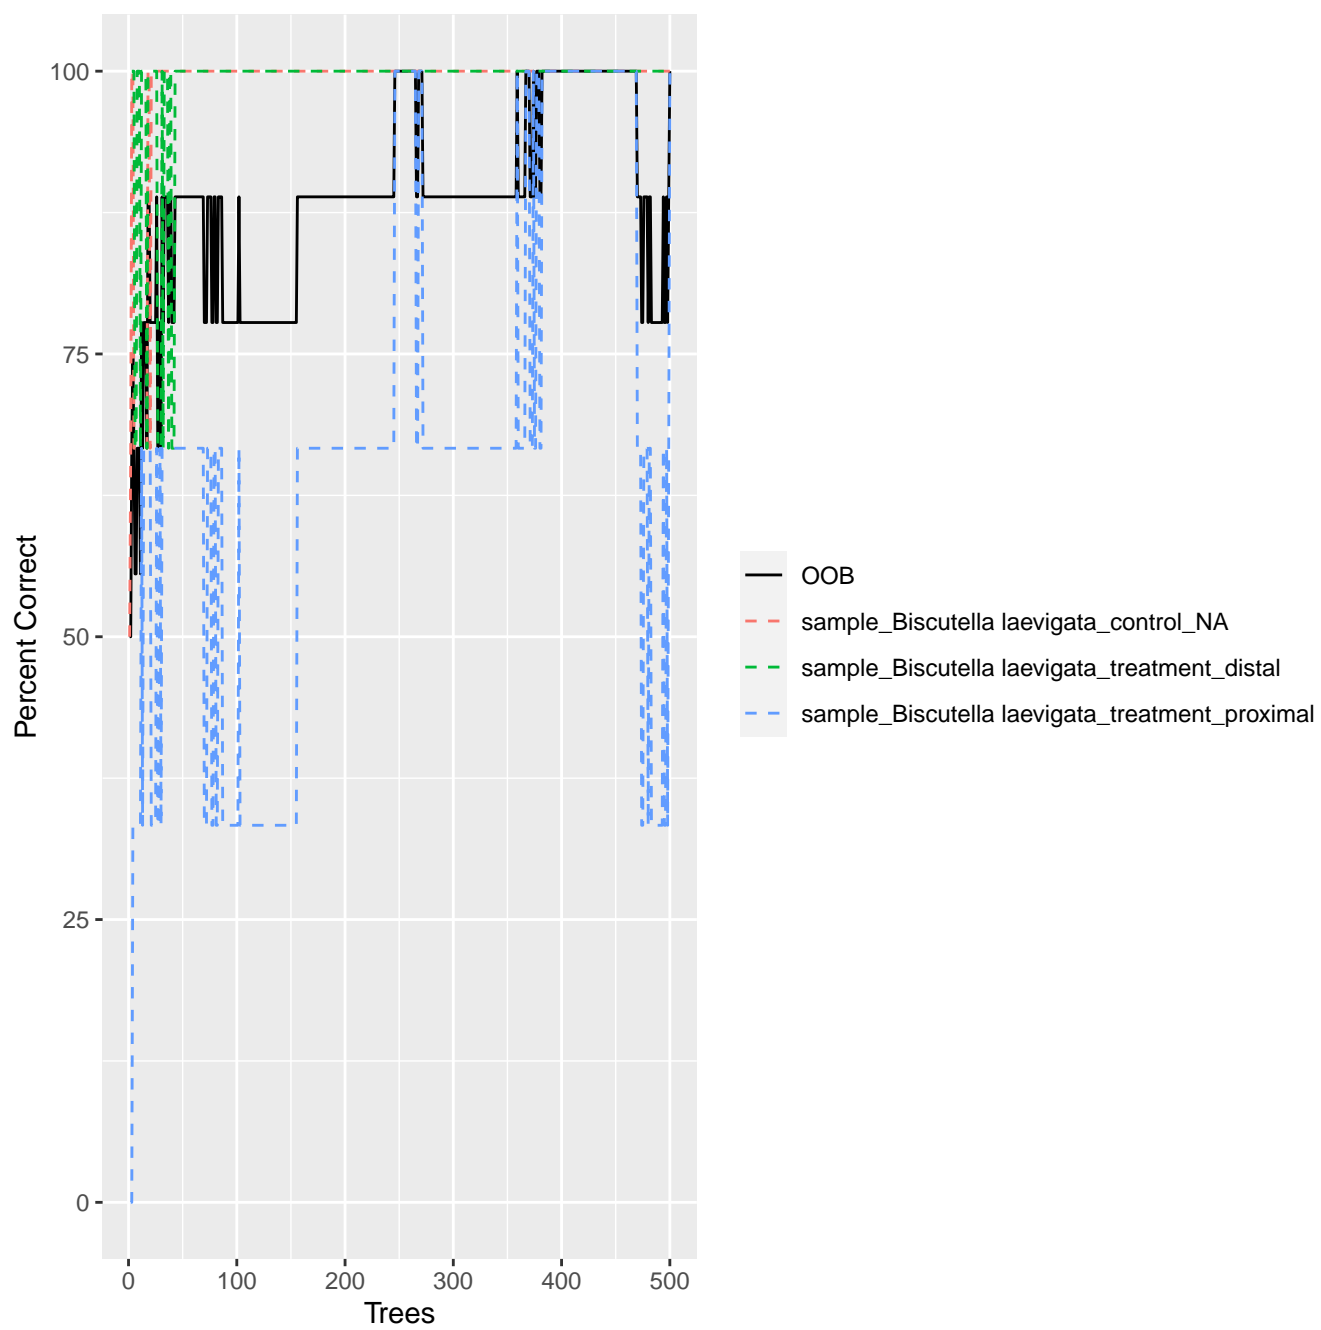 100
75
50
25
0
Percent Correct
0 100 200 300 400 500
Trees
OOB
sample_Biscutella laevigata_control_NA
sample_Biscutella laevigata_treatment_distal
sample_Biscutella laevigata_treatment_proximal